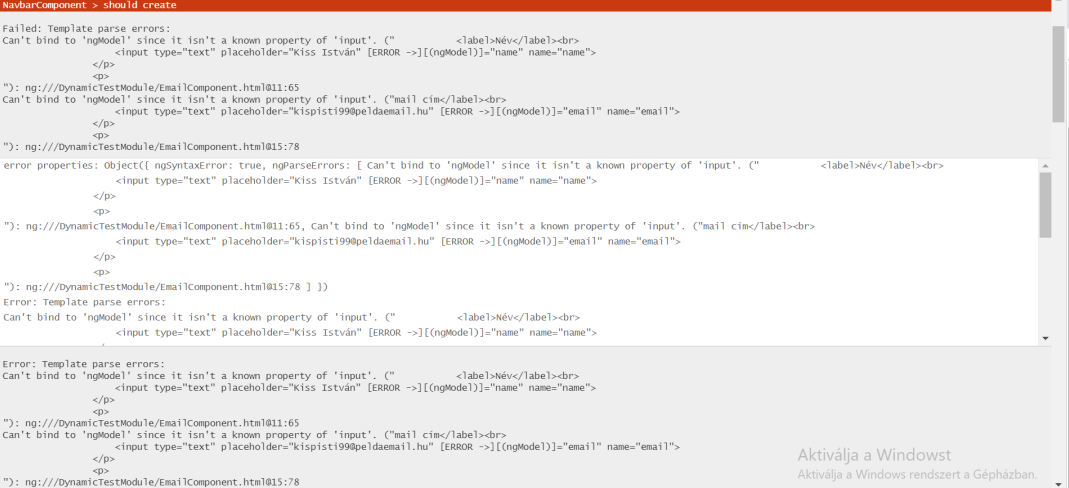 NavbarComponent > should create
Failed: Template parse errors:
Can't bind to 'ngModel' since it isn't a known property of 'input'. ("          <label>Név</label><br>
<input type="text" placeholder="Kiss István" [ERROR ->][(ngModel)]="name" name="name">
</p>
<p>
"): ng:///DynamicTestModule/EmailComponent.html@11:65
Can't bind to 'ngModel' since it isn't a known property of 'input'. ("mail cím</label><br>
<input type="text" placeholder="kispisti99@peldaemail.hu" [ERROR ->][(ngModel)]="email" name="email">
</p>
<p>
"): ng:///DynamicTestModule/EmailComponent.html@15:78
error properties: Object({ ngSyntaxError: true, ngParseErrors: [ Can't bind to 'ngModel' since it isn't a known property of 'input'. ("          <label>Név</label><br>
<input type="text" placeholder="Kiss István" [ERROR ->][(ngModel)]="name" name="name">
</p>
<p>
"): ng:///DynamicTestModule/EmailComponent.html@11:65, Can't bind to 'ngModel' since it isn't a known property of 'input'. ("mail cím</label><br>
<input type="text" placeholder="kispisti99@peldaemail.hu" [ERROR ->][(ngModel)]="email" name="email">
</p>
<p>
"): ng:///DynamicTestModule/EmailComponent.html@15:78 ] })
Error: Template parse errors:
Can't bind to 'ngModel' since it isn't a known property of 'input'. ("          <label>Név</label><br>
<input type="text" placeholder="Kiss István" [ERROR ->][(ngModel)]="name" name="name">
Error: Template parse errors:
Can't bind to 'ngModel' since it isn't a known property of 'input'. ("          <label>Név</label><br>
<input type="text" placeholder="Kiss István" [ERROR ->][(ngModel)]="name" name="name">
</p>
<p>
"): ng:///DynamicTestModule/EmailComponent.html@11:65
Can't bind to 'ngModel' since it isn't a known property of 'input'. ("mail cím</label><br>
<input type="text" placeholder="kispisti99@peldaemail.hu" [ERROR ->][(ngModel)]="email" name="email">
</p>
<p>
"): ng:///DynamicTestModule/EmailComponent.html@15:78
Aktiválja a Windowst
Aktiválja a Windows rendszert a Gépházban.